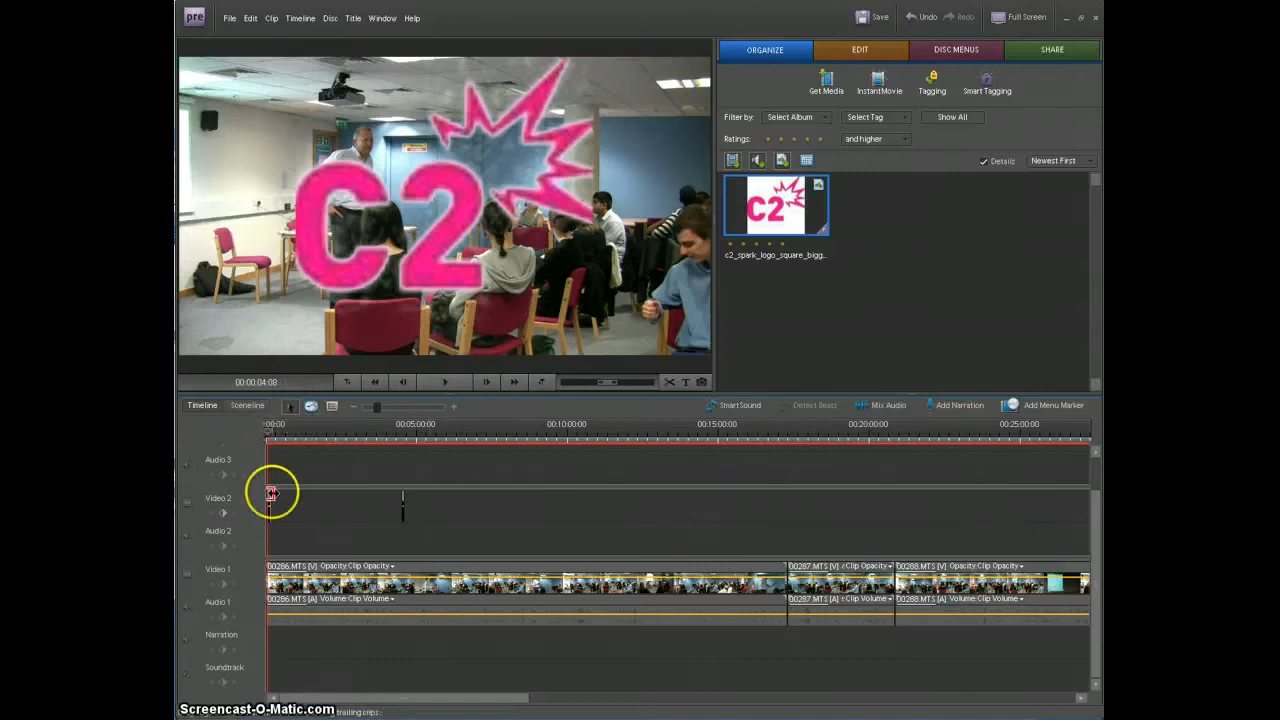 pre File Edit Clip Timeline Disc Title Window Help Save Undo Redo Full Screen
ORGANIZE EDIT DISC MENUS SHARE
Get Media InstantMovie Tagging Smart Tagging
Filter by: Select Album Select Tag Show All
Ratings: and higher
Details Newest First
C2
C2
c2_spark_logo_square_bigg...
00:00:04:08
Timeline Sceneline SmartSound Detect Beats Mix Audio Add Narration Add Menu Marker
:00:00 00:05:00:00 00:10:00:00 00:15:00:00 00:20:00:00 00:25:00:00
Audio 3
Video 2
Audio 2
Video 1
00286.MTS [V] Opacity:Clip Opacity 00287.MTS [V] :Clip Opacity 00288.MTS [V] Opacity:Clip Opacity
Audio 1
00286.MTS [A] Volume:Clip Volume 00287.MTS [A] :Clip Volume 00288.MTS [A] Volume:Clip Volume
Narration
Soundtrack
Screencast-O-Matic.com trailing clips.